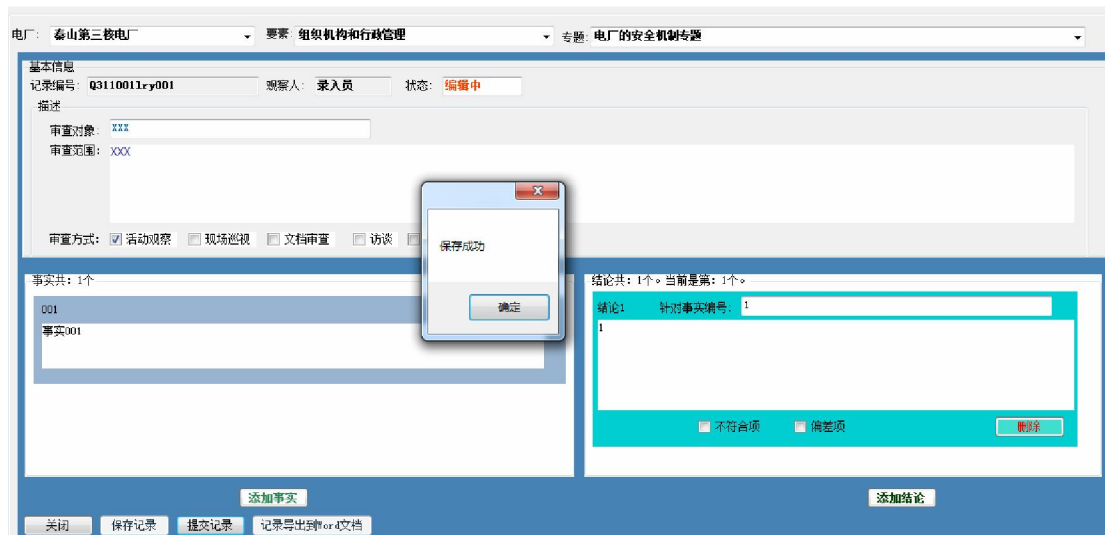 电厂: 秦山第三核电厂 要素: 组织机构和行政管理 专题: 电厂的安全机制专题
基本信息
记录编号: Q311001lry001 观察人: 录入员 状态: 编辑中
描述
审查对象: XXX
审查范围: XXX
审查方式: 活动观察 现场巡视 文档审查 访谈
保存成功
确定
事实共: 1个
001
事实001
结论共: 1个。当前是第: 1个。
结论1 针对事实编号: 1
1
不符合项 偏差项 删除
添加事实 添加结论
关闭 保存记录 提交记录 记录导出到Word文档